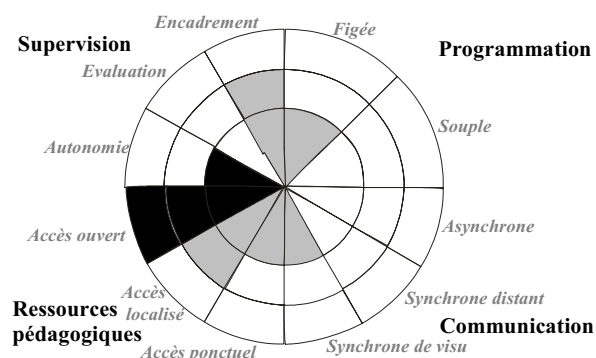 Encadrement
Figée
Supervision
Programmation
Evaluation
Souple
Autonomie
Accès ouvert
Asynchrone
Accès
localisé
Synchrone distant
Ressources
pédagogiques
Communication
Accès ponctuel
Synchrone de visu